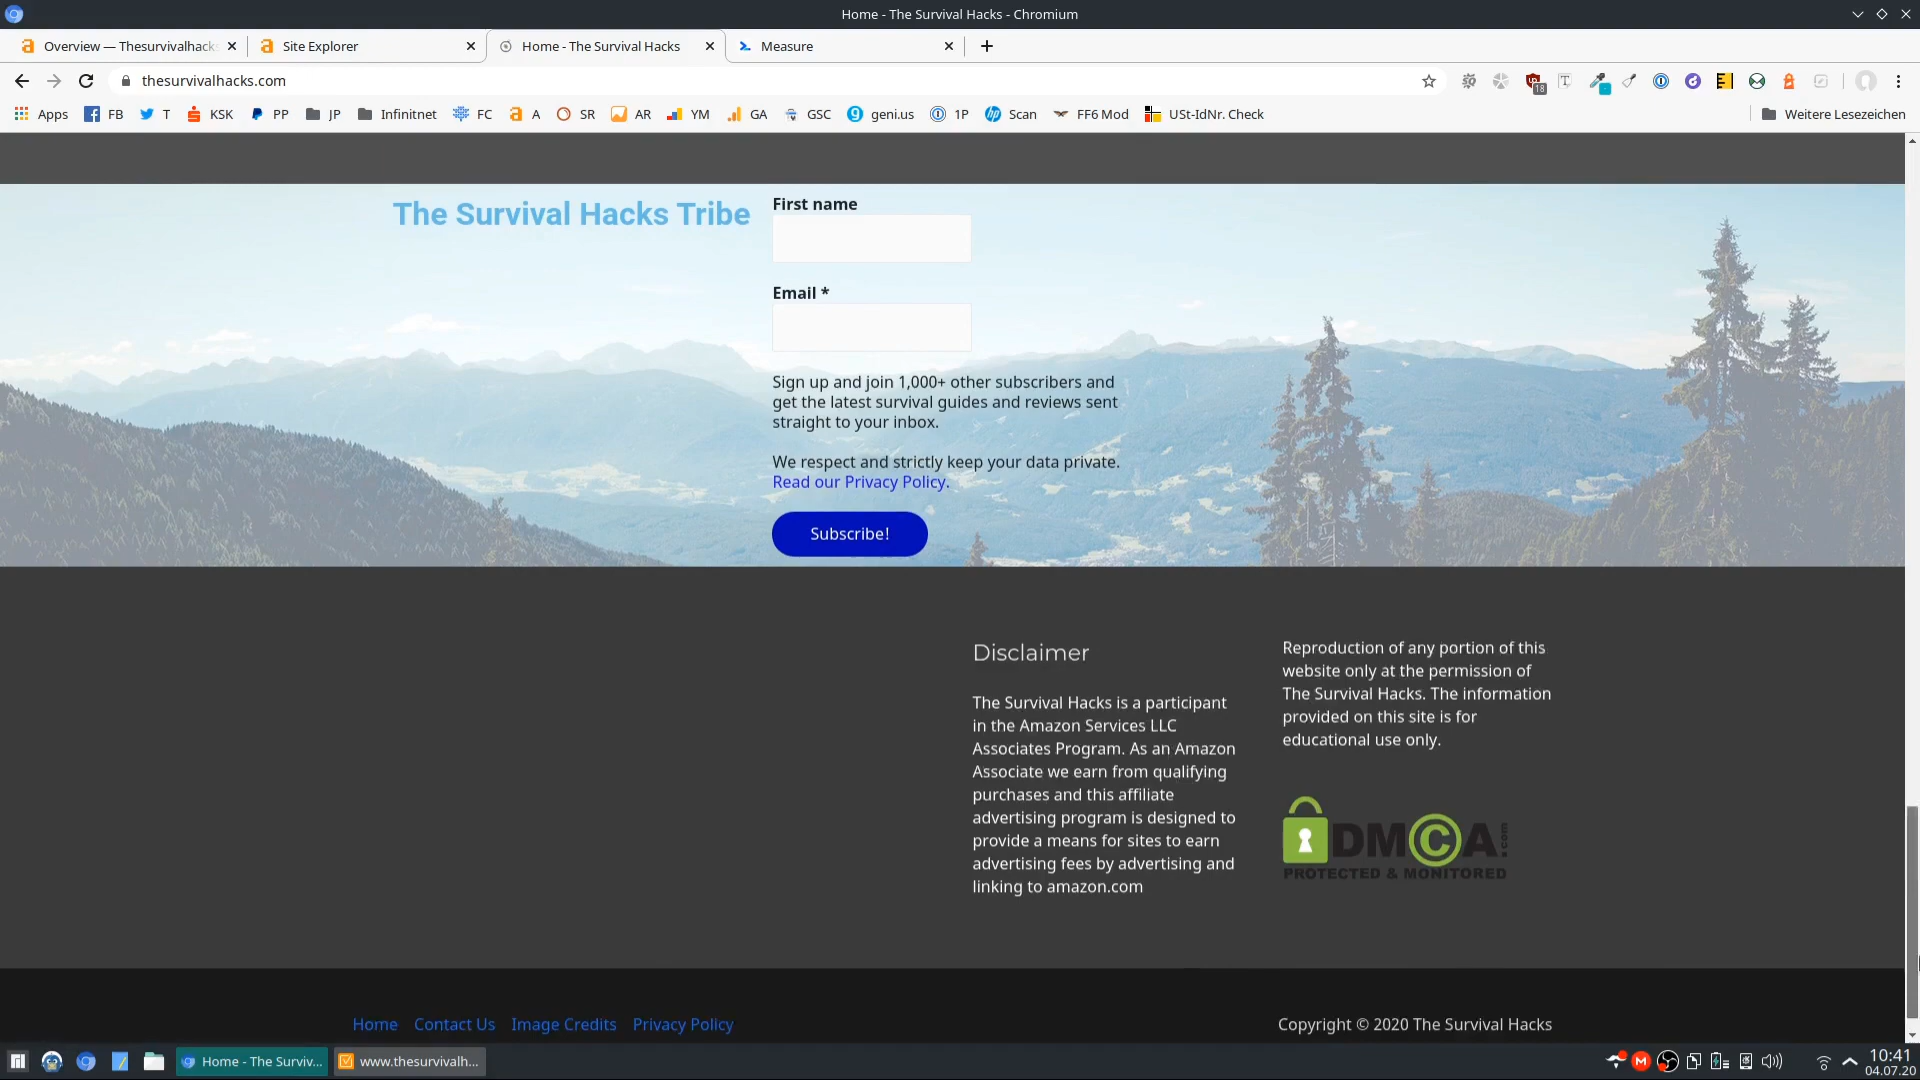 Home - The Survival Hacks - Chromium
Overview — Thesurvivalhack
Site Explorer
Home - The Survival Hacks
Measure
thesurvivalhacks.com
18
Apps
FB
T
KSK
PP
JP
Infinitnet
FC
A
SR
AR
YM
GA
GSC
geni.us
1P
Scan
FF6 Mod
USt-IdNr. Check
Weitere Lesezeichen
The Survival Hacks Tribe
First name
Email *
Sign up and join 1,000+ other subscribers and
get the latest survival guides and reviews sent
straight to your inbox.
We respect and strictly keep your data private.
Read our Privacy Policy.
Subscribe!
Disclaimer
The Survival Hacks is a participant
in the Amazon Services LLC
Associates Program. As an Amazon
Associate we earn from qualifying
purchases and this affiliate
advertising program is designed to
provide a means for sites to earn
advertising fees by advertising and
linking to amazon.com
Reproduction of any portion of this
website only at the permission of
The Survival Hacks. The information
provided on this site is for
educational use only.
DMCA.com
PROTECTED & MONITORED
Home Contact Us Image Credits Privacy Policy
Copyright © 2020 The Survival Hacks
Home - The Surviv...
www.thesurvivalh...
10:41
04.07.20